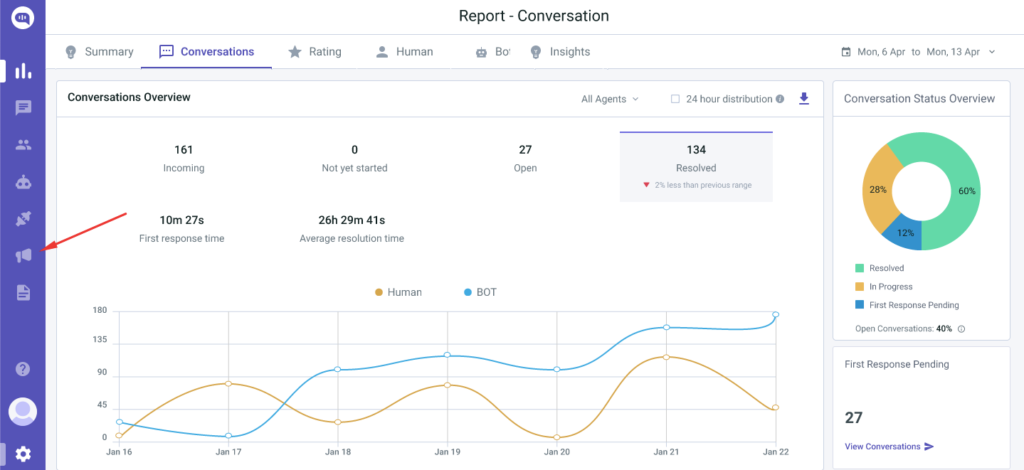 Report - Conversation
Summary
Conversations
Rating
Human
Bot
Insights
Mon, 6 Apr to Mon, 13 Apr
Conversations Overview
All Agents
24 hour distribution
161
Incoming
0
Not yet started
27
Open
134
Resolved
2% less than previous range
10m 27s
First response time
26h 29m 41s
Average resolution time
Human
BOT
180
135
90
45
0
Jan 16
Jan 17
Jan 18
Jan 19
Jan 20
Jan 21
Jan 22
Conversation Status Overview
28%
60%
12%
Resolved
In Progress
First Response Pending
Open Conversations: 40%
First Response Pending
27
View Conversations